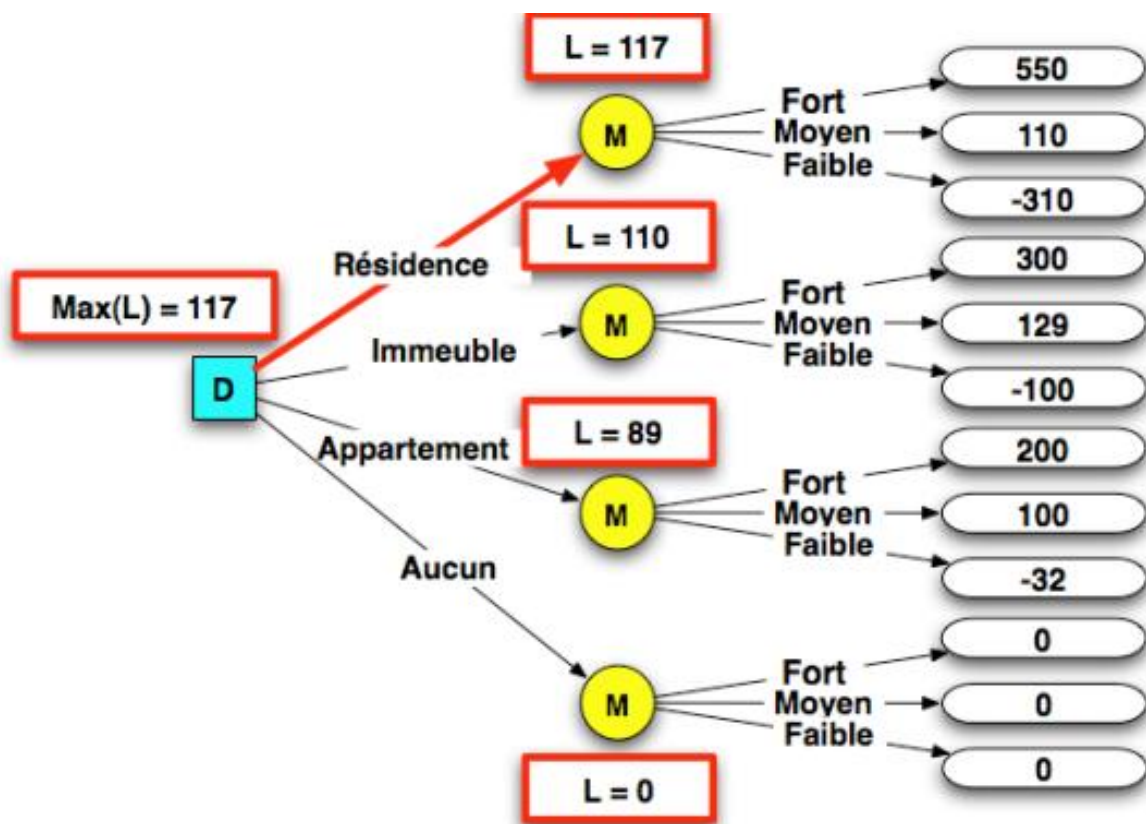 L = 117
550
Fort
M
Moyen
110
Faible
-310
L = 110
Résidence
300
Fort
Max(L) = 117
M
Moyen
129
Immeuble
Faible
-100
D
L = 89
Appartement
200
Fort
M
Moyen
100
Faible
-32
Aucun
0
Fort
M
Moyen
0
Faible
0
L = 0